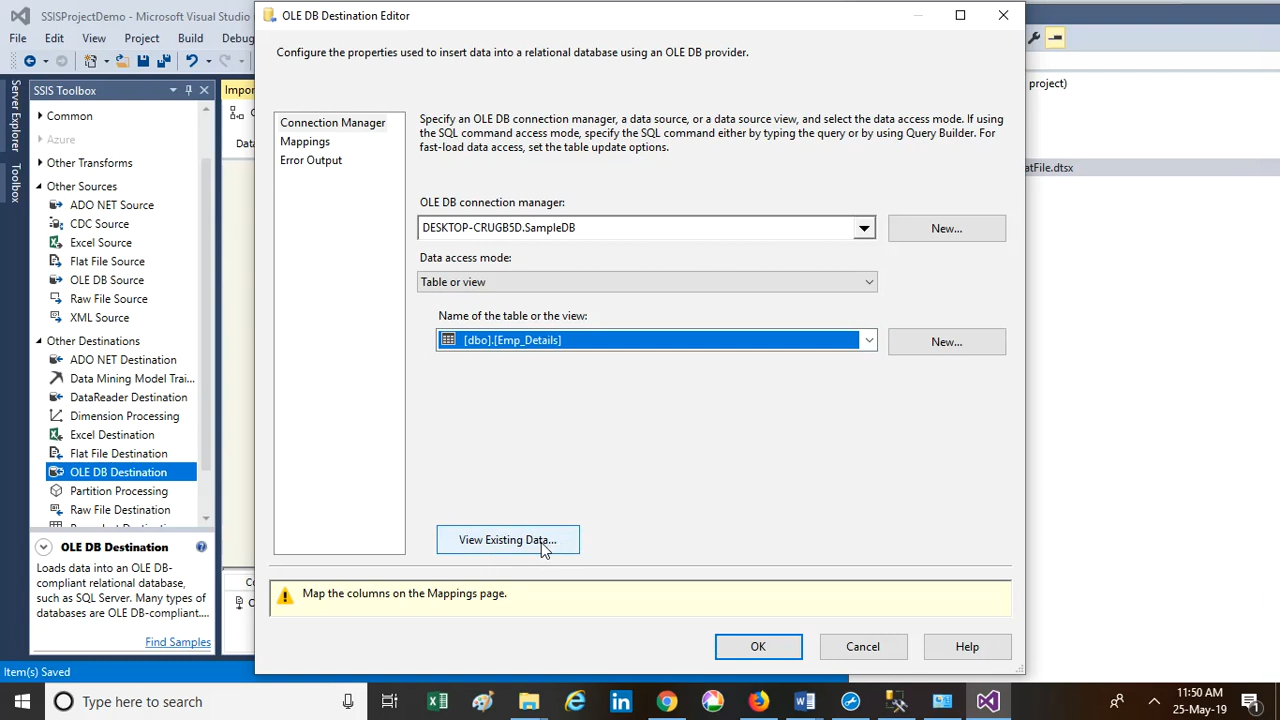 SSISProjectDemo - Microsoft Visual Studio
File Edit View Project Build Debug
SSIS Toolbox
Server Explorer
Toolbox
Common
Azure
Other Transforms
Other Sources
ADO NET Source
CDC Source
Excel Source
Flat File Source
OLE DB Source
Raw File Source
XML Source
Other Destinations
ADO NET Destination
Data Mining Model Trai...
DataReader Destination
Dimension Processing
Excel Destination
Flat File Destination
OLE DB Destination
Partition Processing
Raw File Destination
OLE DB Destination
Loads data into an OLE DB-
compliant relational database,
such as SQL Server. Many types of
databases are OLE DB-compliant....
Find Samples
Item(s) Saved
OLE DB Destination Editor
Configure the properties used to insert data into a relational database using an OLE DB provider.
Connection Manager
Mappings
Error Output
Specify an OLE DB connection manager, a data source, or a data source view, and select the data access mode. If using
the SQL command access mode, specify the SQL command either by typing the query or by using Query Builder. For
fast-load data access, set the table update options.
OLE DB connection manager:
DESKTOP-CRUGB5D.SampleDB
New...
Data access mode:
Table or view
Name of the table or the view:
[dbo].[Emp_Details]
New...
View Existing Data...
Map the columns on the Mappings page.
OK Cancel Help
project)
atFile.dtsx
Type here to search
11:50 AM
25-May-19